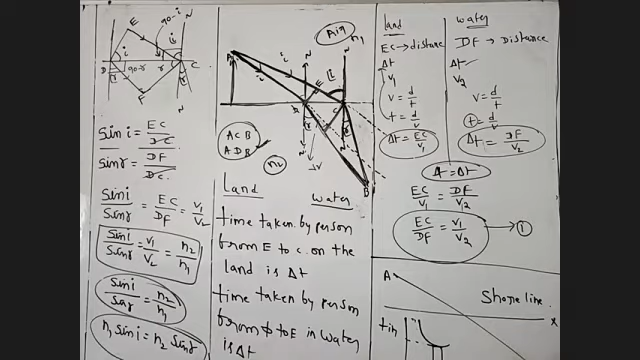 E
90-i
N
i
i
D
90-r
C
r
F
N
Sin i = EC/DC
Sin r = DF/DC
Sin i/Sin r = EC/DF = V1/V2
Sin i/Sin r = V1/V2 = n2/n1
Sin i/Sin r = n2/n1
n1 Sin i = n2 Sin r
Air
n1
A
N
N
i
i
E
i
D
C
r
r
F
N
A C B
A D B
n2
B
Land
Water
time taken by person
from E to C on the
land is Δt
time taken by person
from D to E in water
is Δt
land
water
EC → distance
DF → Distance
Δt
Δt
V1
V2
V = d/t
V = d/t
t = d/V
t = d/V
Δt = EC/V1
Δt = DF/V2
Δt = Δt
EC/V1 = DF/V2
EC/DF = V1/V2 → 1
A
Shore line
x
tin